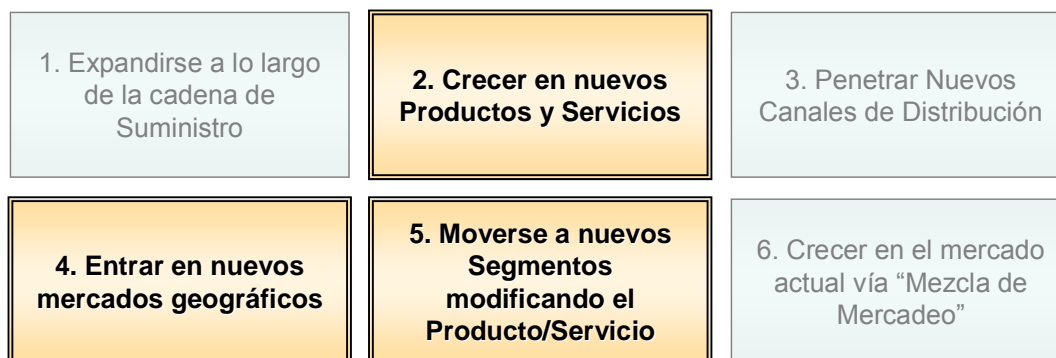 1. Expandirse a lo largo
de la cadena de
Suministro
2. Crecer en nuevos
Productos y Servicios
3. Penetrar Nuevos
Canales de Distribución
4. Entrar en nuevos
mercados geográficos
5. Moverse a nuevos
Segmentos
modificando el
Producto/Servicio
6. Crecer en el mercado
actual vía “Mezcla de
Mercadeo”